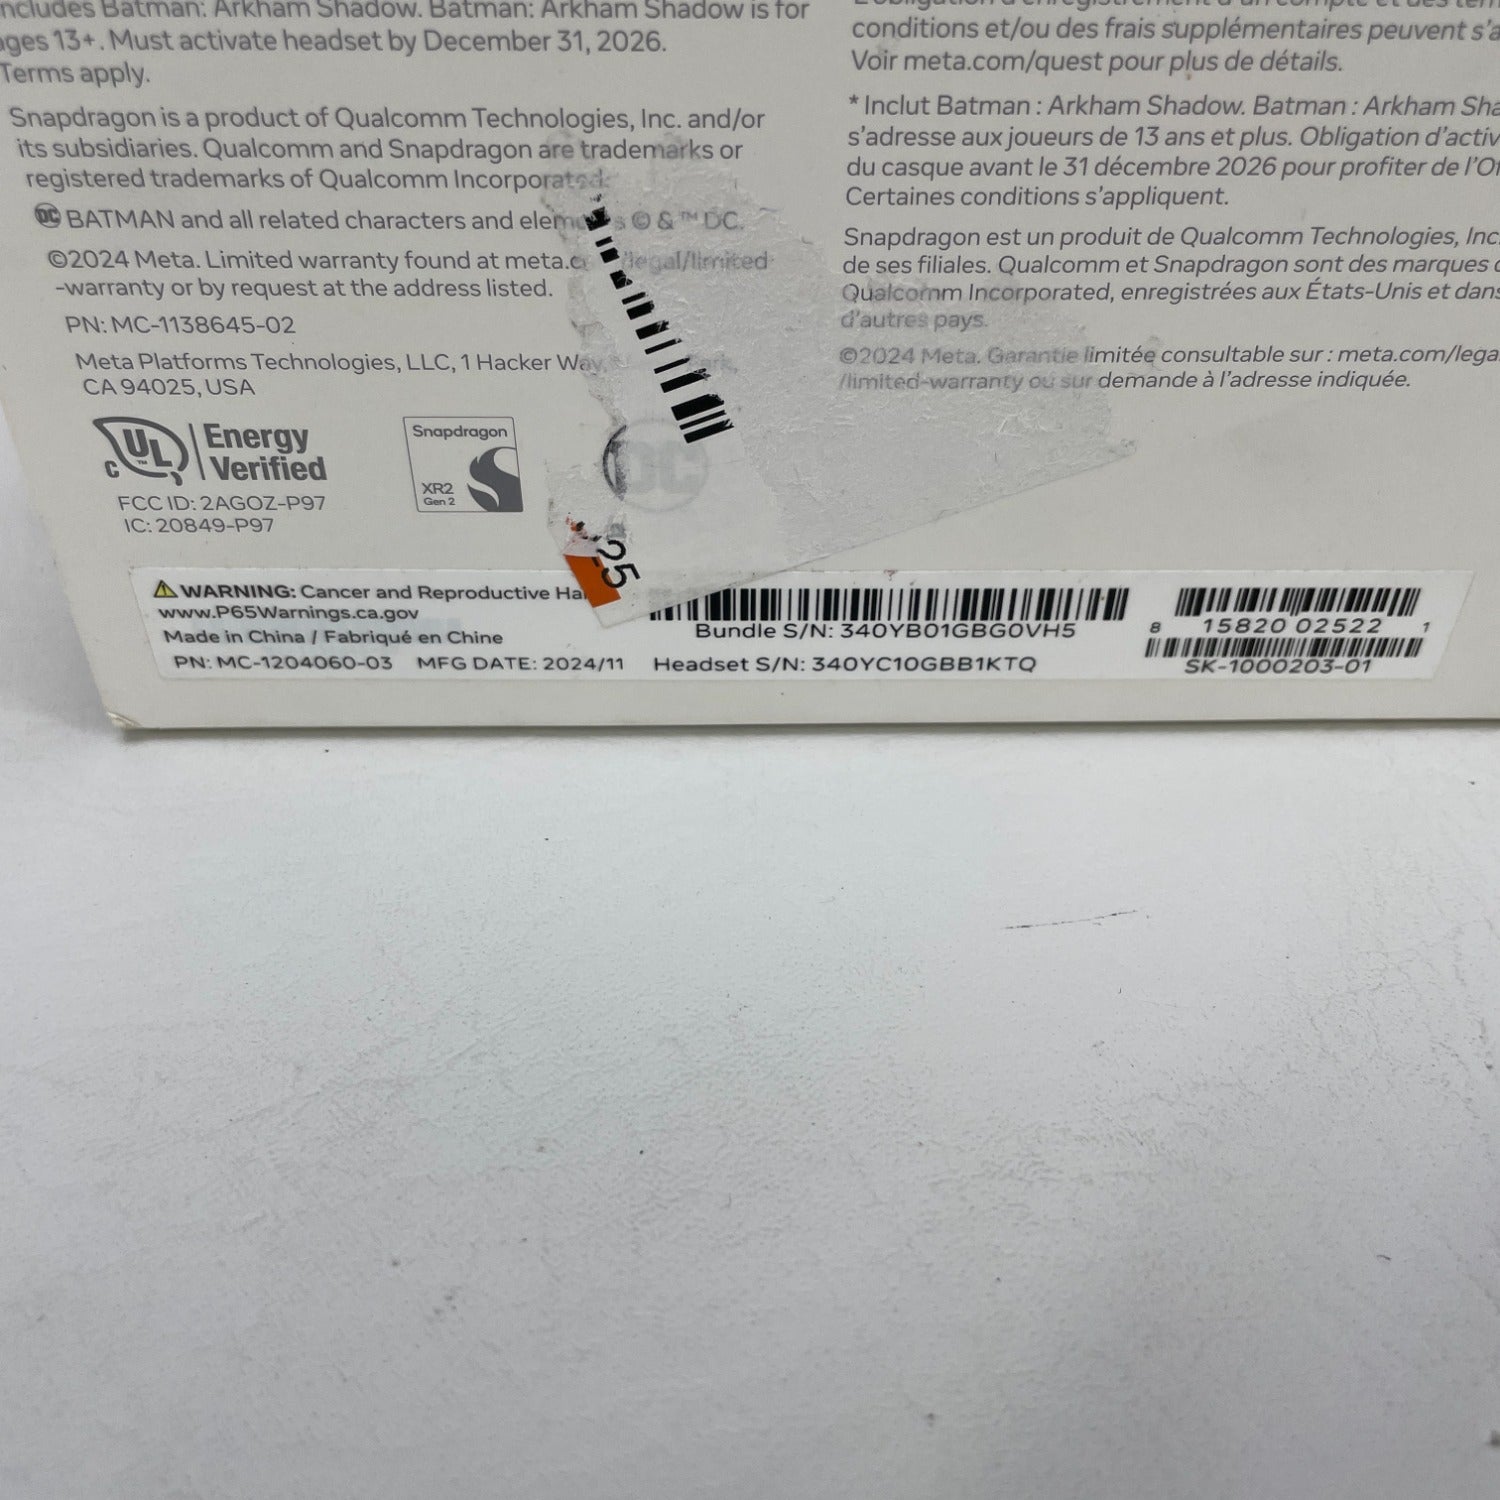 ncludes Batman: Arkham Shadow. Batman: Arkham Shadow is for
ages 13+. Must activate headset by December 31, 2026.
Terms apply.
Snapdragon is a product of Qualcomm Technologies, Inc. and/or
its subsidiaries. Qualcomm and Snapdragon are trademarks or
registered trademarks of Qualcomm Incorporated.
DC BATMAN and all related characters and elements © & ™ DC.
©2024 Meta. Limited warranty found at meta.c /legal/limited
-warranty or by request at the address listed.
PN: MC-1138645-02
Meta Platforms Technologies, LLC, 1 Hacker Way,
CA 94025, USA
C UL ™ Energy
Verified
FCC ID: 2AGOZ-P97
IC: 20849-P97
Snapdragon
XR2
Gen 2
DC
25
conditions et/ou des frais supplémentaires peuvent s'a
Voir meta.com/quest pour plus de détails.
* Inclut Batman : Arkham Shadow. Batman : Arkham Sha
s'adresse aux joueurs de 13 ans et plus. Obligation d'activ
du casque avant le 31 décembre 2026 pour profiter de l'Of
Certaines conditions s'appliquent.
Snapdragon est un produit de Qualcomm Technologies, Inc.
de ses filiales. Qualcomm et Snapdragon sont des marques d
Qualcomm Incorporated, enregistrées aux États-Unis et dans
d'autres pays.
©2024 Meta. Garantie limitée consultable sur : meta.com/lega
/limited-warranty ou sur demande à l'adresse indiquée.
⚠ WARNING: Cancer and Reproductive Ha
www.P65Warnings.ca.gov
Made in China / Fabriqué en Chine
PN: MC-1204060-03 MFG DATE: 2024/11
Bundle S/N: 340YB01GBG0VH5
Headset S/N: 340YC10GBB1KTQ
8 15820 02522 1
SK-1000203-01